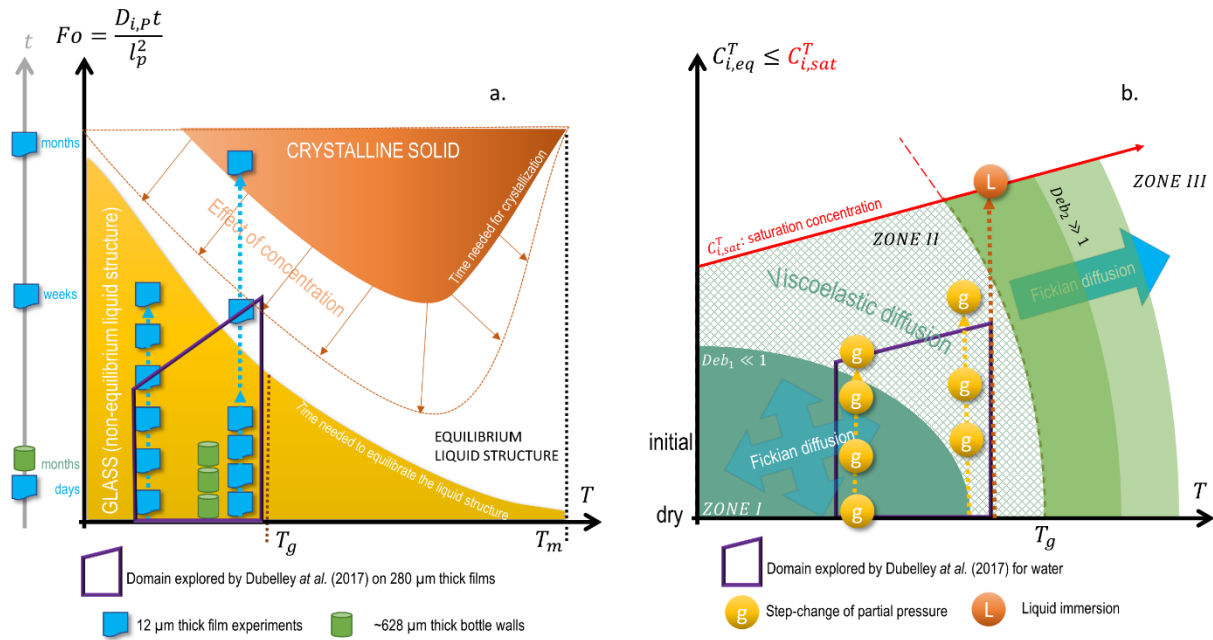 Fo = D_{i,P} t / l_p^2
t
a.
months
weeks
months
days
CRYSTALLINE SOLID
Effect of concentration
Time needed for crystallization
GLASS (non-equilibrium liquid structure)
EQUILIBRIUM
LIQUID STRUCTURE
Time needed to equilibrate the liquid structure
T
T_g
T_m
Domain explored by Dubelley at al. (2017) on 280 µm thick films
12 µm thick film experiments
~628 µm thick bottle walls
C_{i,eq}^T ≤ C_{i,sat}^T
b.
L
ZONE III
C_{i,sat}^T: saturation concentration
ZONE II
Deb_2 ≫ 1
Viscoelastic diffusion
Fickian diffusion
g
g
Deb_1 ≪ 1
g
g
initial
g
Fickian diffusion
g
ZONE I
dry
g
T
T_g
Domain explored by Dubelley at al. (2017) for water
g Step-change of partial pressure
L Liquid immersion